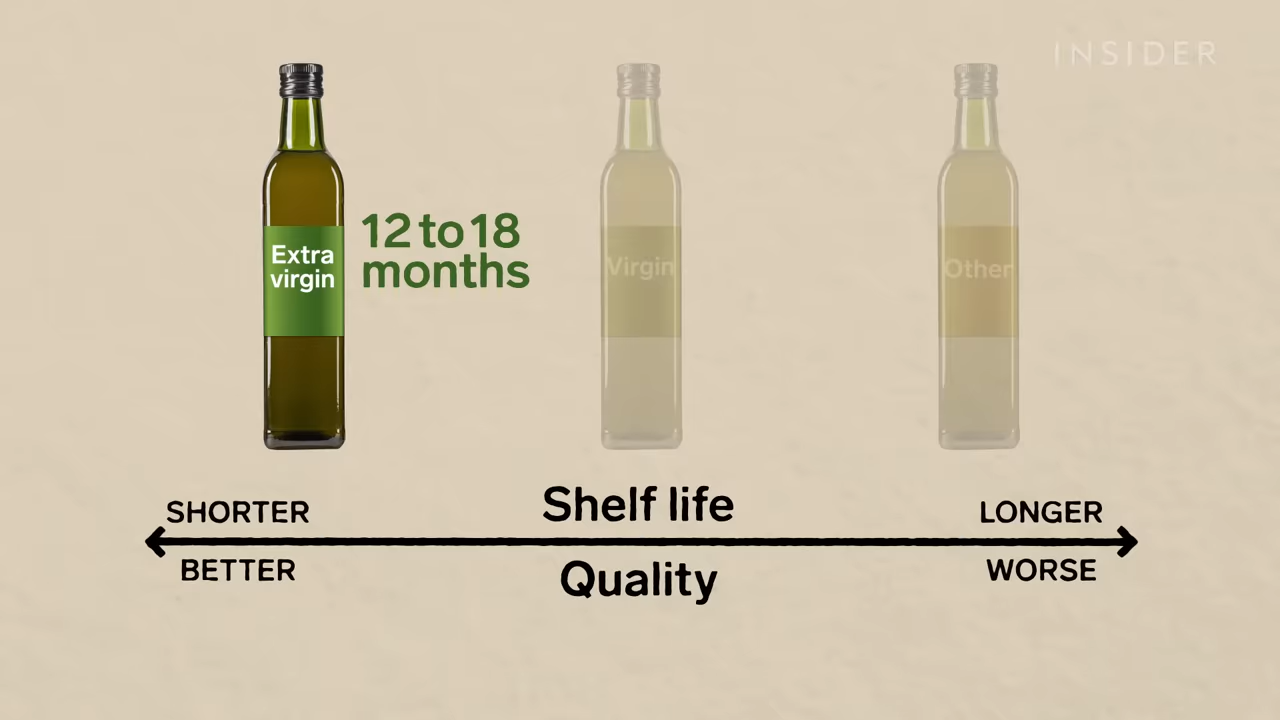 INSIDER
Extra
virgin
12 to 18
months
Virgin
Other
SHORTER
Shelf life
LONGER
BETTER
Quality
WORSE